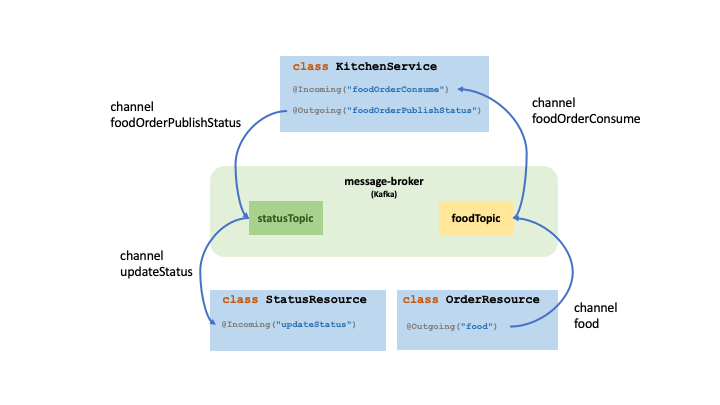 class KitchenService
@Incoming("foodOrderConsume")
@Outgoing("foodOrderPublishStatus")
channel
foodOrderPublishStatus
channel
foodOrderConsume
message-broker
(Kafka)
statusTopic
foodTopic
channel
updateStatus
class StatusResource
@Incoming("updateStatus")
class OrderResource
@Outgoing("food")
channel
food